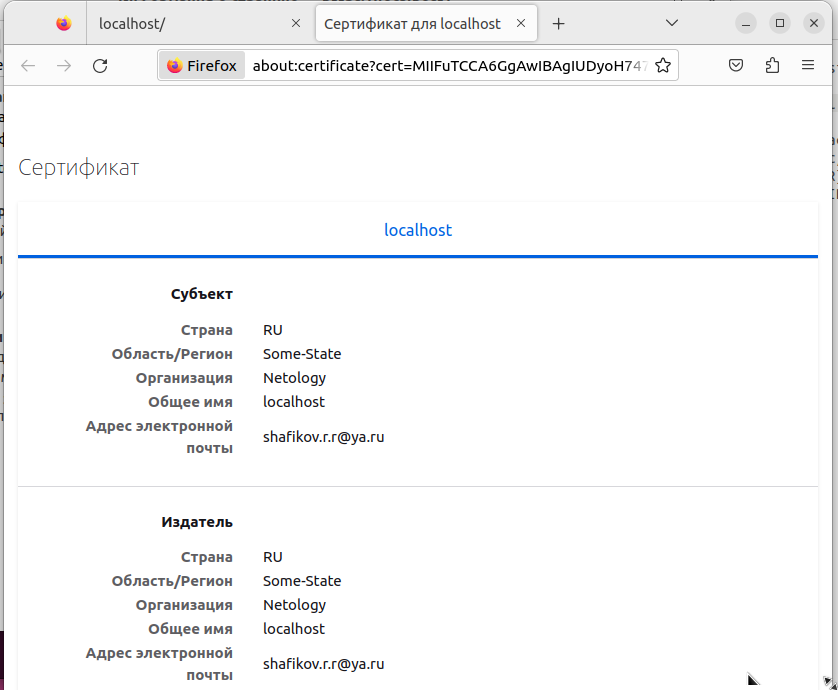 localhost/
Сертификат для localhost
Firefox about:certificate?cert=MIIFuTCCA6GgAwIBAgIUDyoH747
Сертификат
localhost
Субъект
Страна RU
Область/Регион Some-State
Организация Netology
Общее имя localhost
Адрес электронной
почты shafikov.r.r@ya.ru
Издатель
Страна RU
Область/Регион Some-State
Организация Netology
Общее имя localhost
Адрес электронной
почты shafikov.r.r@ya.ru